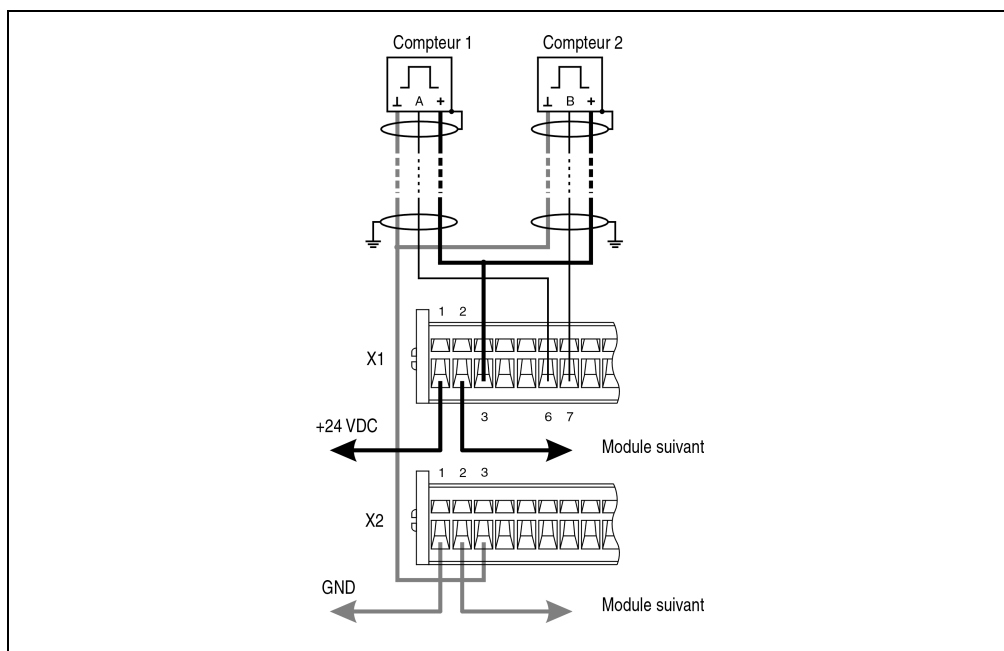 Compteur 1 Compteur 2
⊥ A + ⊥ B +
1 2
X1
3 6 7
+24 VDC
Module suivant
1 2 3
X2
GND
Module suivant